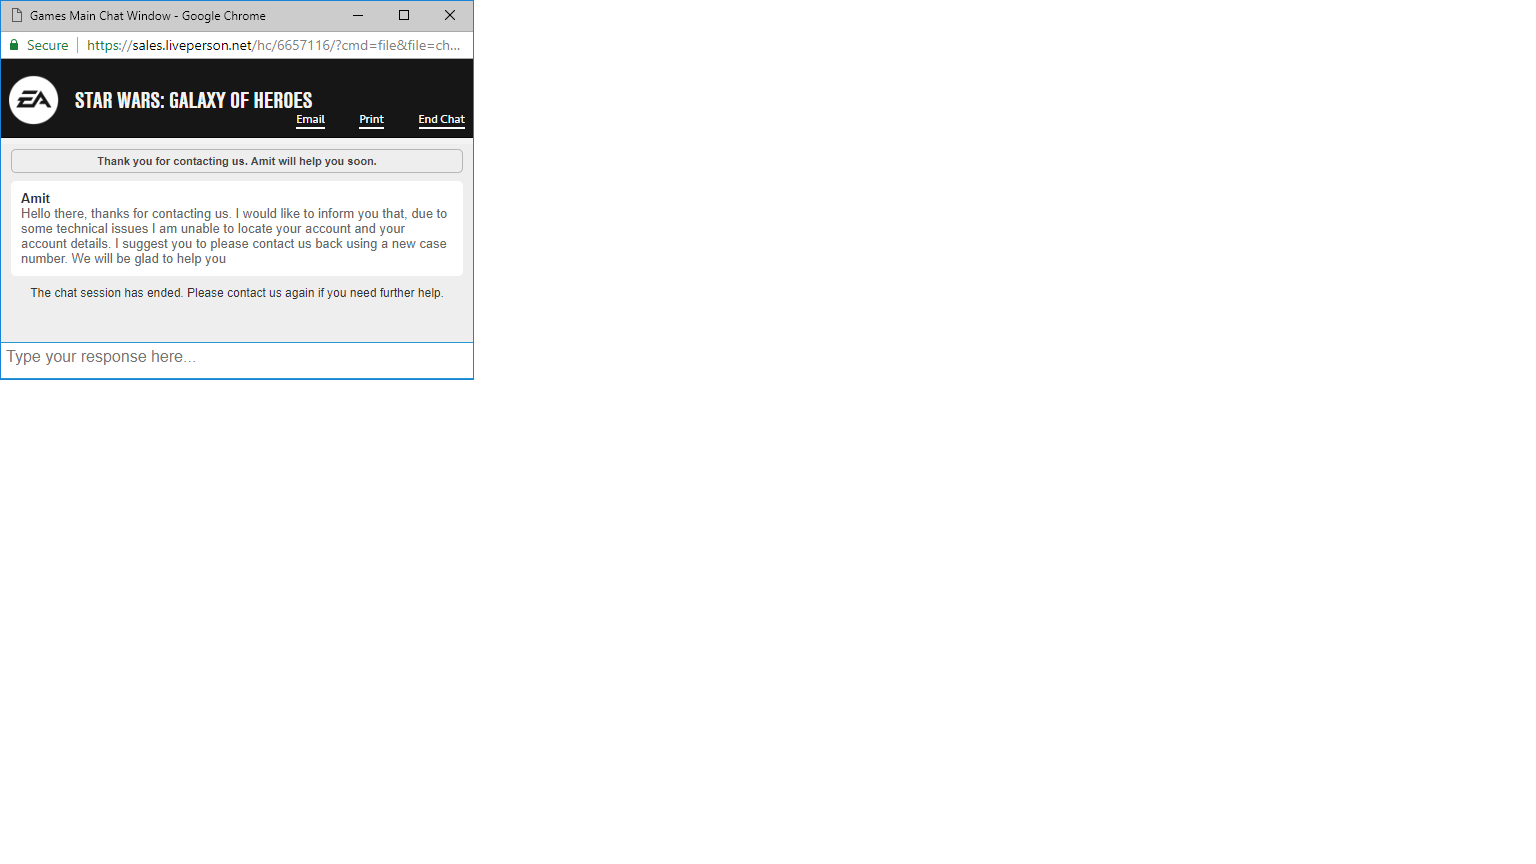 Games Main Chat Window - Google Chrome
Secure https://sales.liveperson.net/hc/6657116/?cmd=file&file=ch...
EA STAR WARS: GALAXY OF HEROES
Email Print End Chat
Thank you for contacting us. Amit will help you soon.
Amit
Hello there, thanks for contacting us. I would like to inform you that, due to
some technical issues I am unable to locate your account and your
account details. I suggest you to please contact us back using a new case
number. We will be glad to help you
The chat session has ended. Please contact us again if you need further help.
Type your response here...